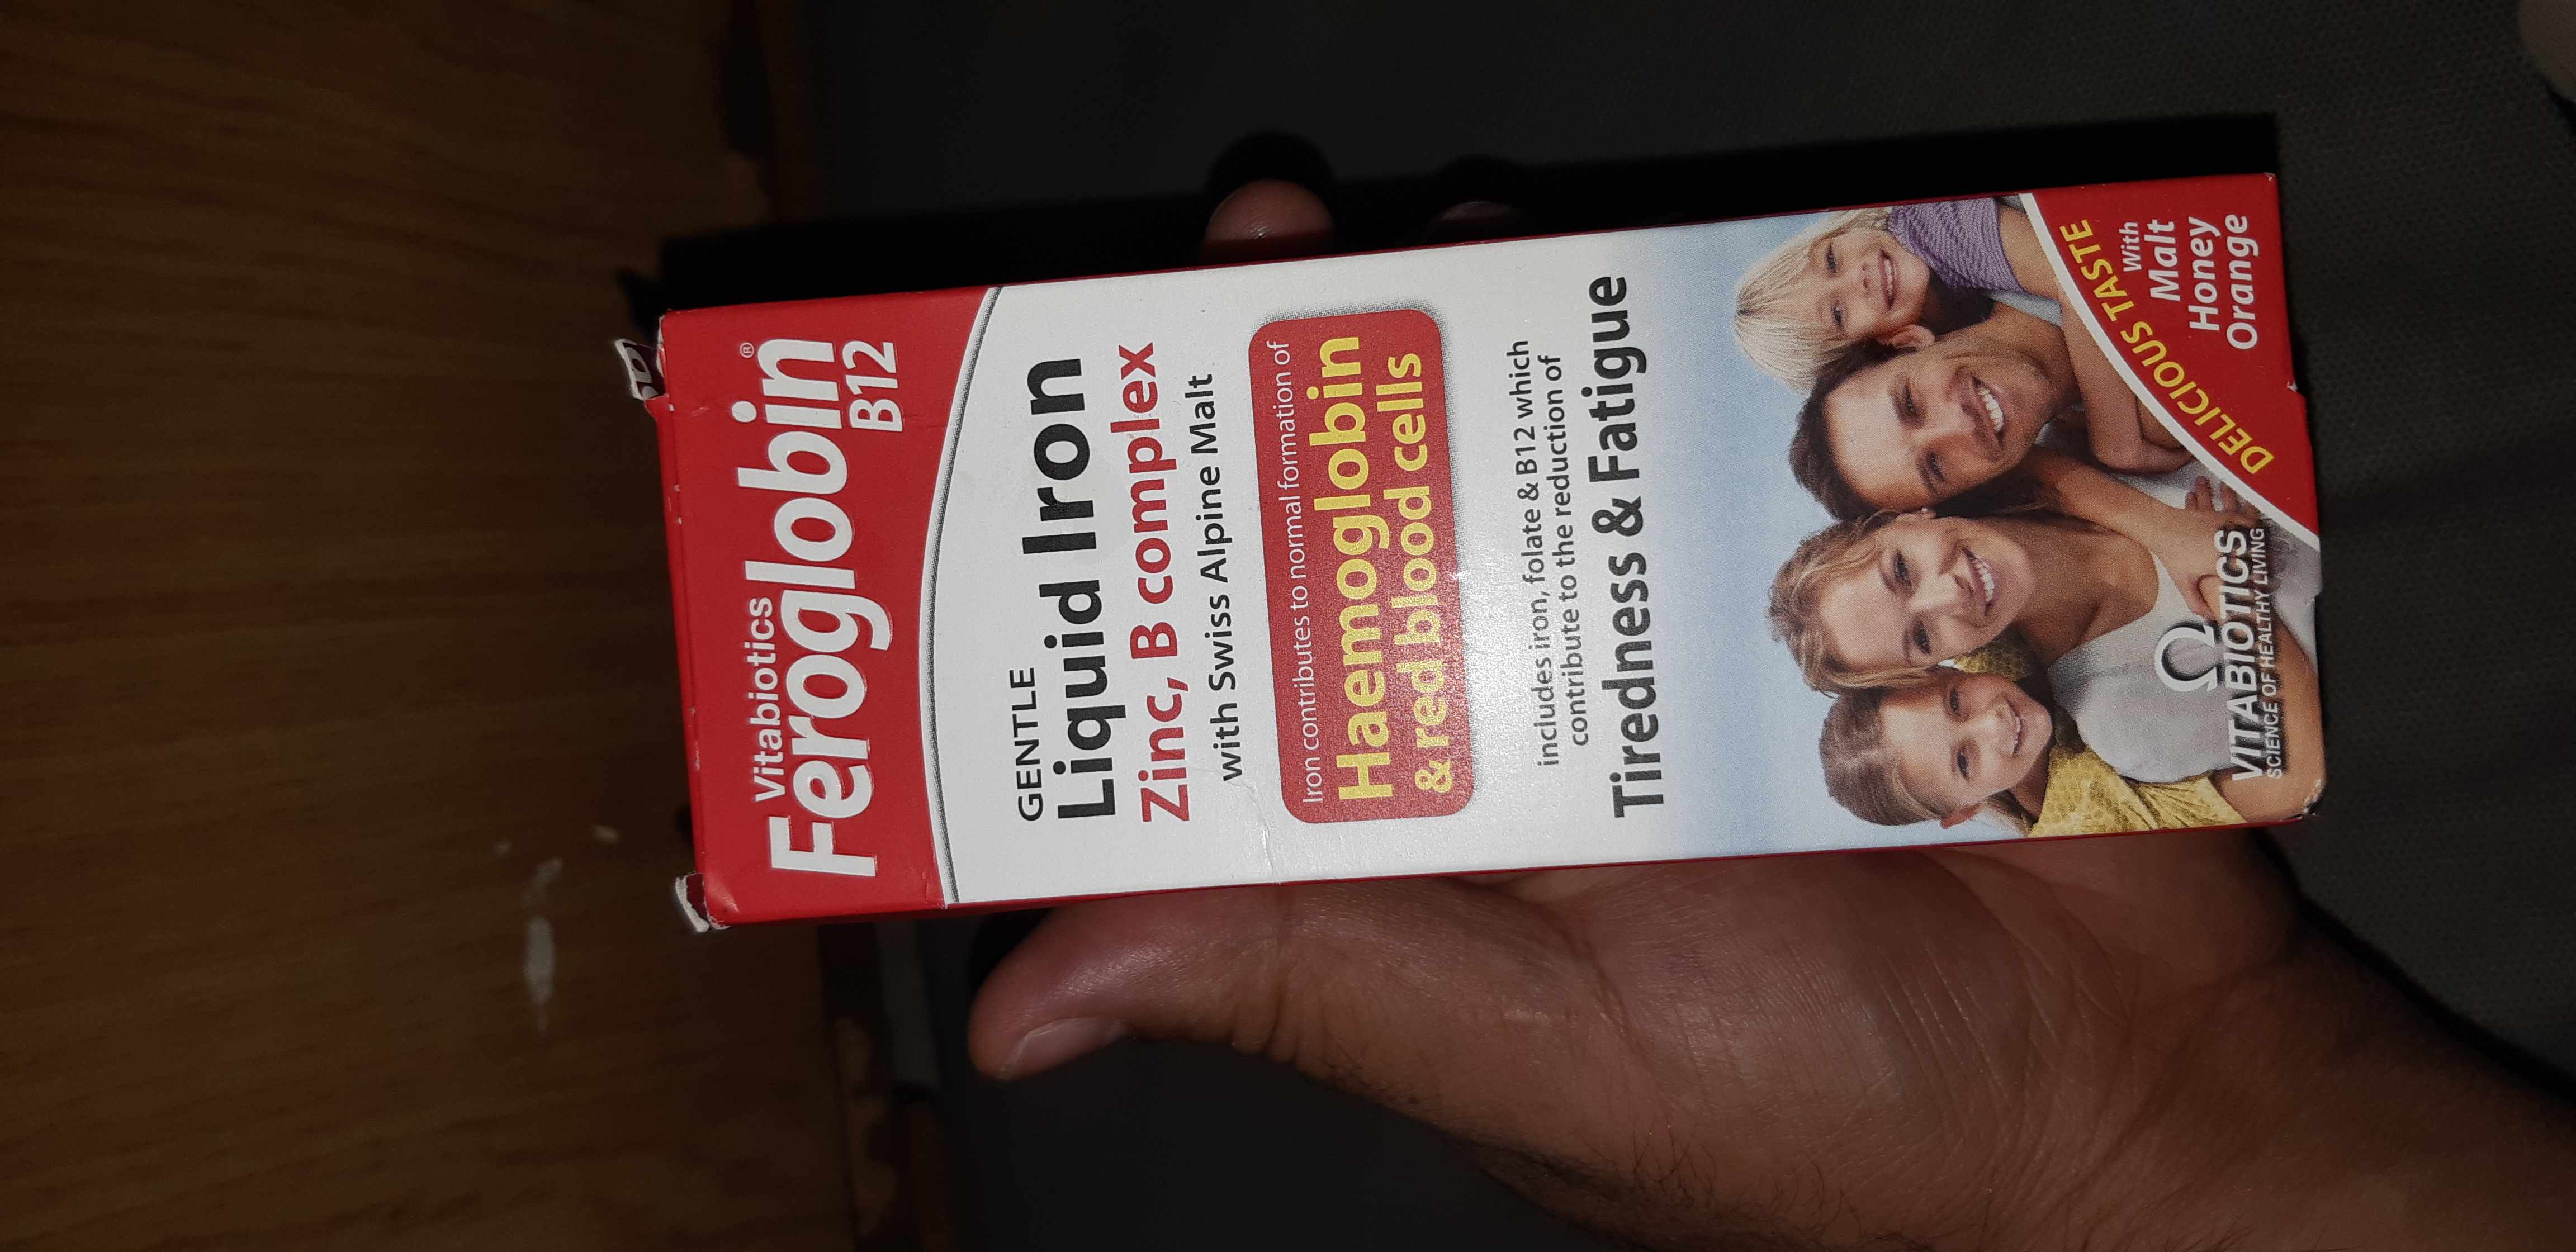 Vitabiotics
Feroglobin®
B12
GENTLE
Liquid Iron
Zinc, B complex
with Swiss Alpine Malt
Iron contributes to normal formation of
Haemoglobin
& red blood cells
includes iron, folate & B12 which
contribute to the reduction of
Tiredness & Fatigue
DELICIOUS TASTE
With
Malt
Honey
Orange
VITABIOTICS
SCIENCE OF HEALTHY LIVING